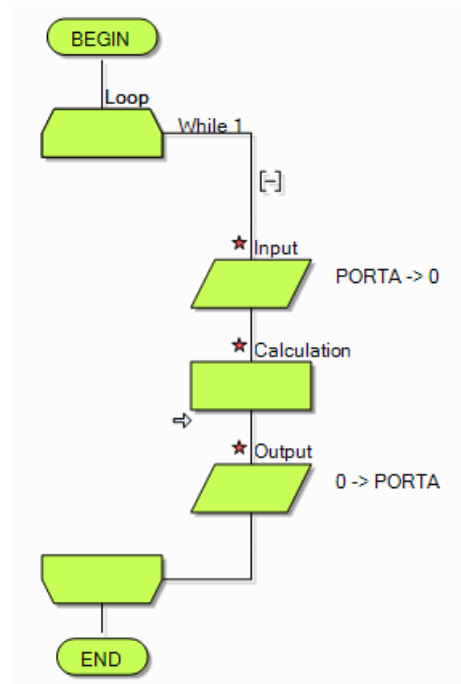 BEGIN
Loop
While 1
[-]
Input
PORTA -> 0
Calculation
Output
0 -> PORTA
END